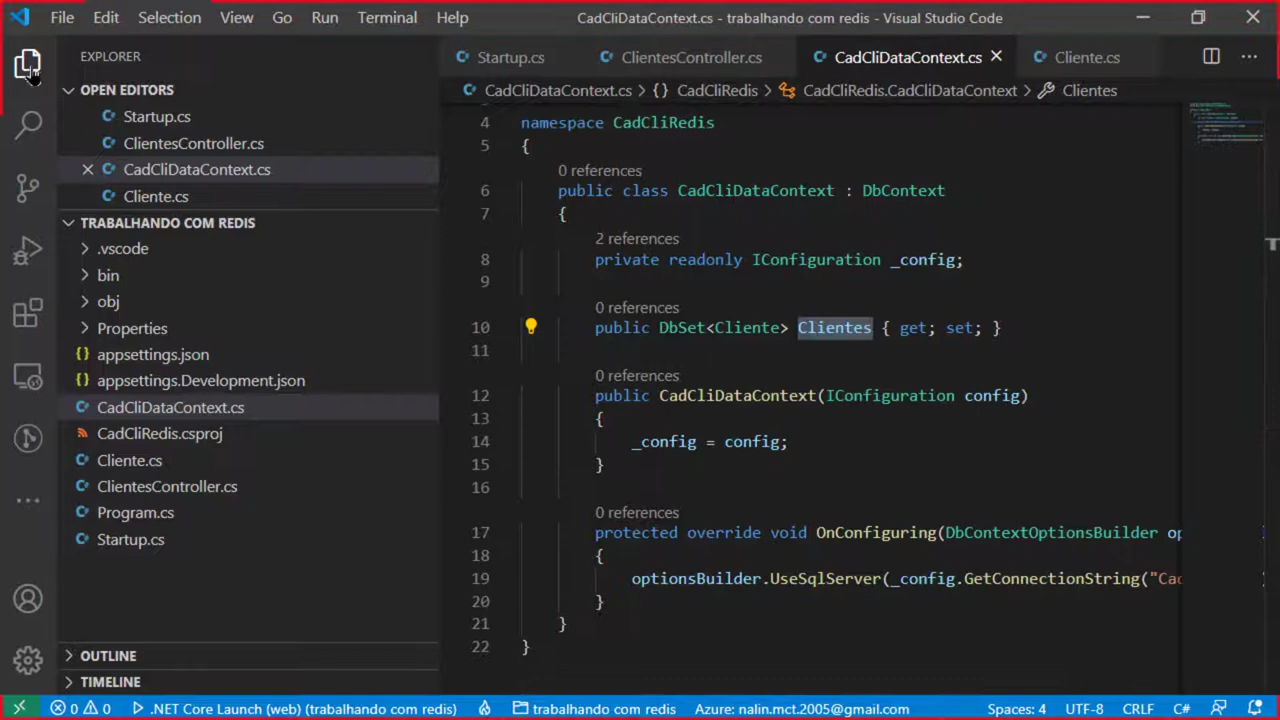 File Edit Selection View Go Run Terminal Help CadCliDataContext.cs - trabalhando com redis - Visual Studio Code
EXPLORER
OPEN EDITORS
Startup.cs
ClientesController.cs
CadCliDataContext.cs
Cliente.cs
TRABALHANDO COM REDIS
.vscode
bin
obj
Properties
{} appsettings.json
{} appsettings.Development.json
CadCliDataContext.cs
CadCliRedis.csproj
Cliente.cs
ClientesController.cs
Program.cs
Startup.cs
OUTLINE
TIMELINE
Startup.cs ClientesController.cs CadCliDataContext.cs Cliente.cs
CadCliDataContext.cs > {} CadCliRedis > CadCliRedis.CadCliDataContext > Clientes
4 namespace CadCliRedis
5 {
0 references
6 public class CadCliDataContext : DbContext
7 {
2 references
8 private readonly IConfiguration _config;
9
0 references
10 public DbSet<Cliente> Clientes { get; set; }
11
0 references
12 public CadCliDataContext(IConfiguration config)
13 {
14 _config = config;
15 }
16
0 references
17 protected override void OnConfiguring(DbContextOptionsBuilder op
18 {
19 optionsBuilder.UseSqlServer(_config.GetConnectionString("Cad
20 }
21 }
22 }
0 0 .NET Core Launch (web) (trabalhando com redis) trabalhando com redis Azure: nalin.mct.2005@gmail.com Spaces: 4 UTF-8 CRLF C#